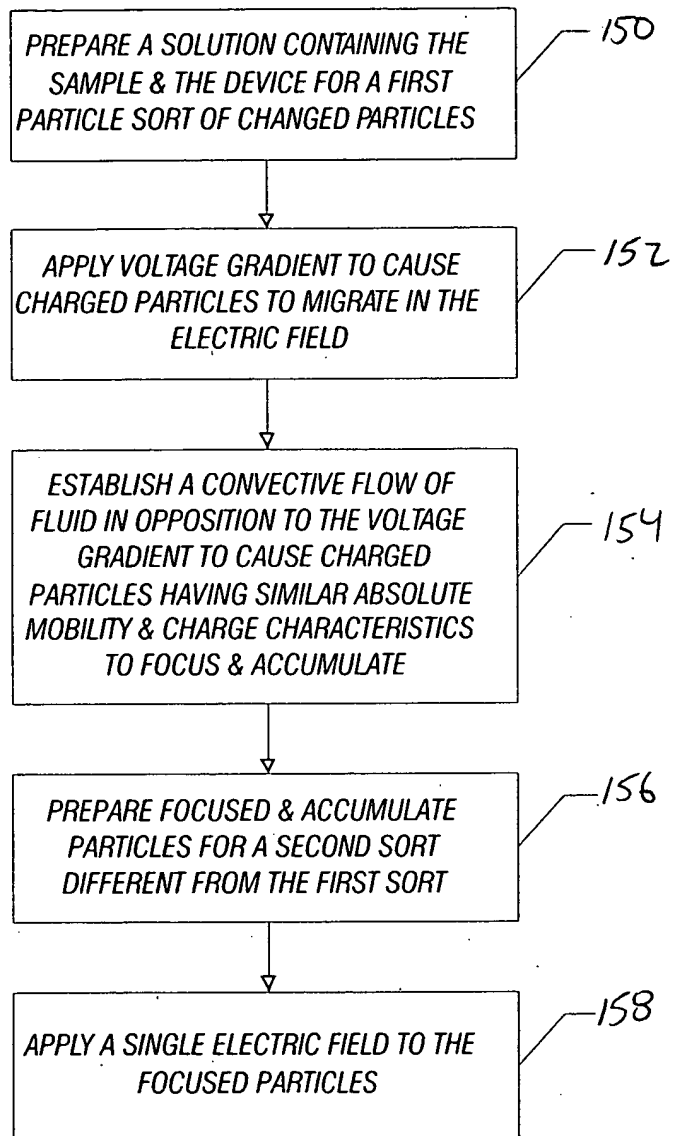 PREPARE A SOLUTION CONTAINING THE
SAMPLE & THE DEVICE FOR A FIRST
PARTICLE SORT OF CHANGED PARTICLES
150
APPLY VOLTAGE GRADIENT TO CAUSE
CHARGED PARTICLES TO MIGRATE IN THE
ELECTRIC FIELD
152
ESTABLISH A CONVECTIVE FLOW OF
FLUID IN OPPOSITION TO THE VOLTAGE
GRADIENT TO CAUSE CHARGED
PARTICLES HAVING SIMILAR ABSOLUTE
MOBILITY & CHARGE CHARACTERISTICS
TO FOCUS & ACCUMULATE
154
PREPARE FOCUSED & ACCUMULATE
PARTICLES FOR A SECOND SORT
DIFFERENT FROM THE FIRST SORT
156
APPLY A SINGLE ELECTRIC FIELD TO THE
FOCUSED PARTICLES
158